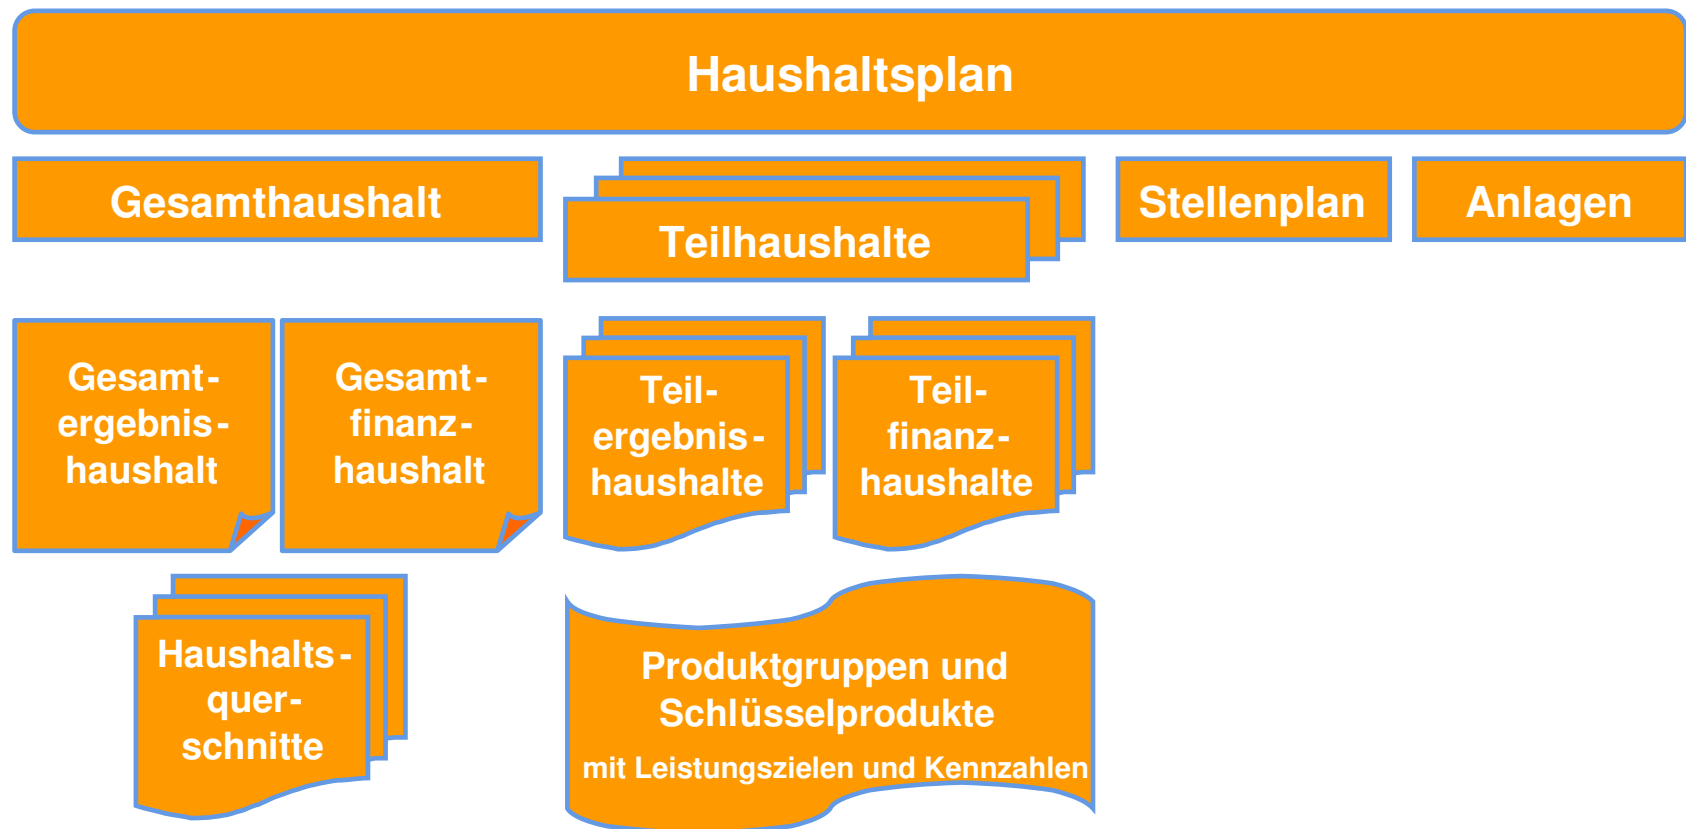 Haushaltsplan
Gesamthaushalt
Teilhaushalte
Stellenplan
Anlagen
Gesamt-
ergebnis-
haushalt
Gesamt-
finanz-
haushalt
Teil-
ergebnis-
haushalte
Teil-
finanz-
haushalte
Haushalts-
quer-
schnitte
Produktgruppen und
Schlüsselprodukte
mit Leistungszielen und Kennzahlen